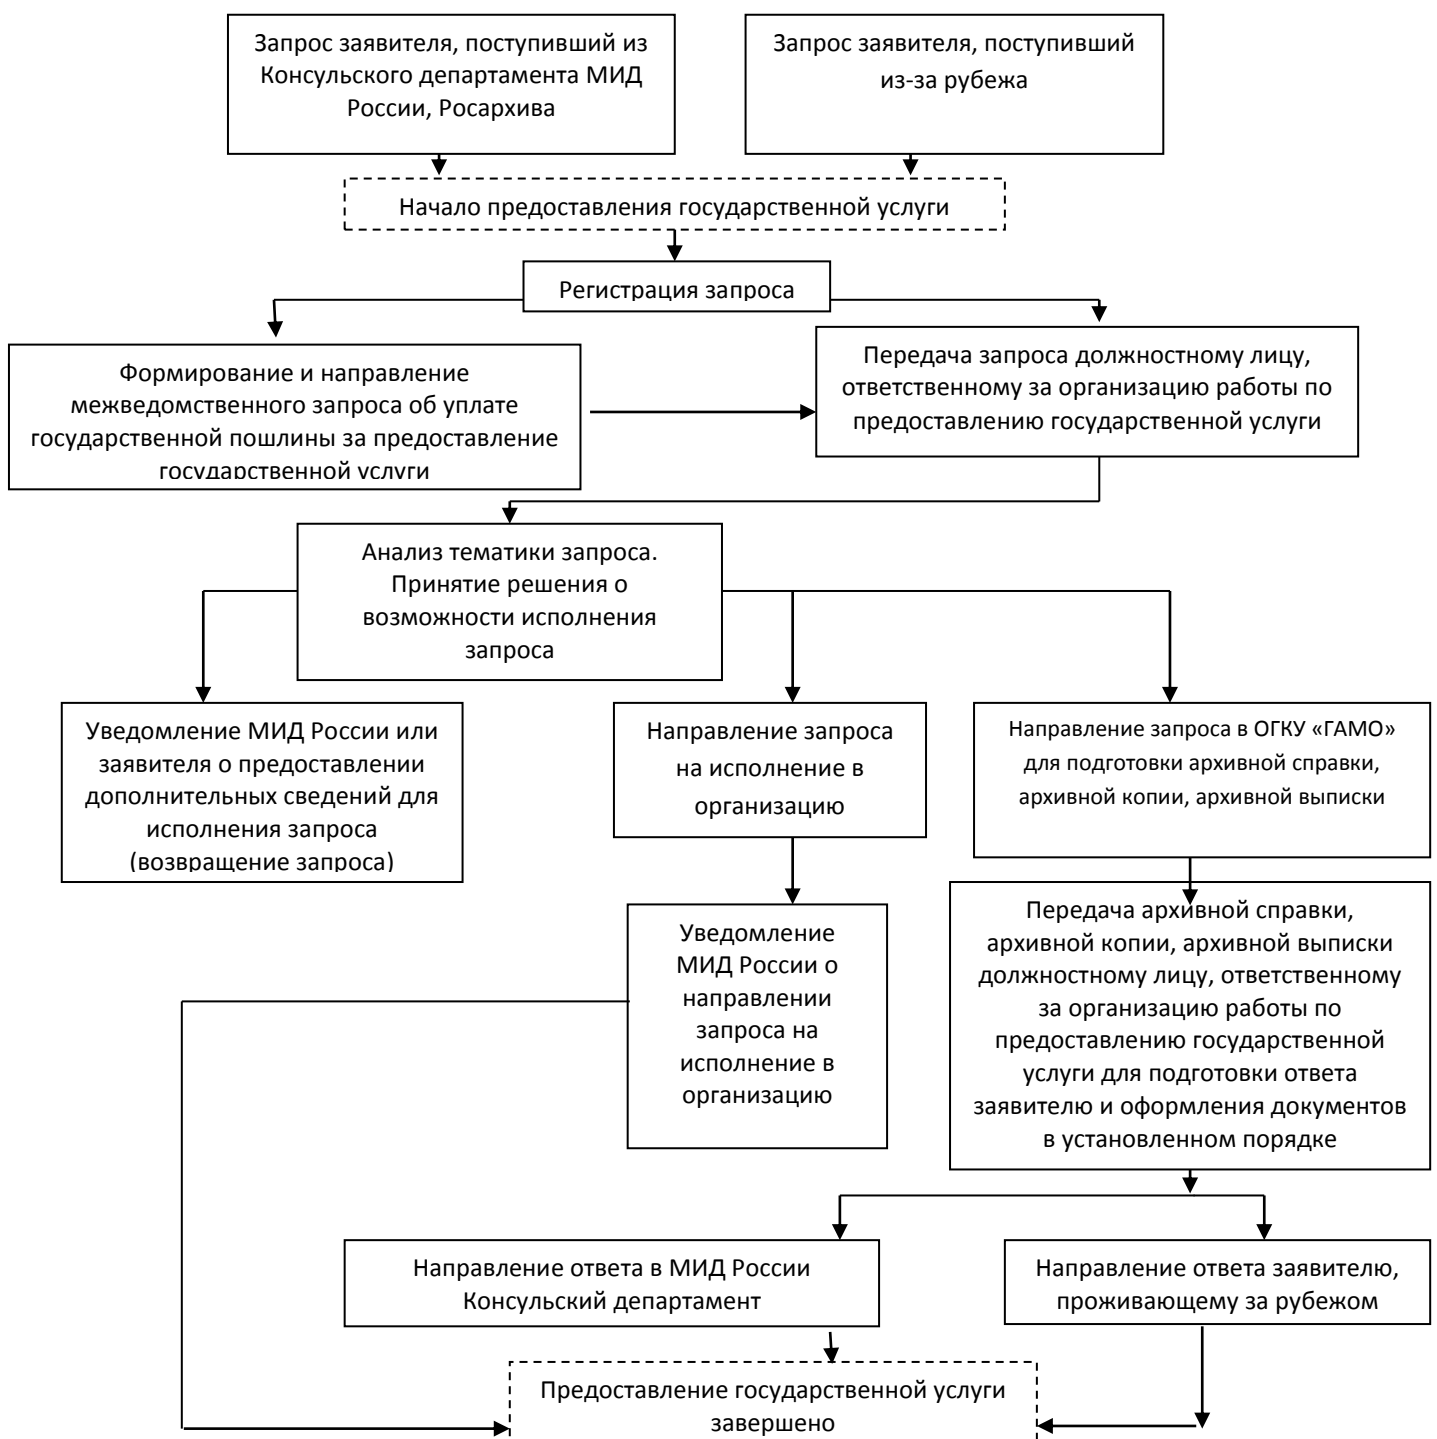 Запрос заявителя, поступивший из
Консульского департамента МИД
России, Росархива
Запрос заявителя, поступивший
из-за рубежа
Начало предоставления государственной услуги
Регистрация запроса
Формирование и направление
межведомственного запроса об уплате
государственной пошлины за предоставление
государственной услуги
Передача запроса должностному лицу,
ответственному за организацию работы по
предоставлению государственной услуги
Анализ тематики запроса.
Принятие решения о
возможности исполнения
запроса
Уведомление МИД России или
заявителя о предоставлении
дополнительных сведений для
исполнения запроса
(возвращение запроса)
Направление запроса
на исполнение в
организацию
Направление запроса в ОГКУ «ГАМО»
для подготовки архивной справки,
архивной копии, архивной выписки
Уведомление
МИД России о
направлении
запроса на
исполнение в
организацию
Передача архивной справки,
архивной копии, архивной выписки
должностному лицу, ответственному
за организацию работы по
предоставлению государственной
услуги для подготовки ответа
заявителю и оформления документов
в установленном порядке
Направление ответа в МИД России
Консульский департамент
Направление ответа заявителю,
проживающему за рубежом
Предоставление государственной услуги
завершено